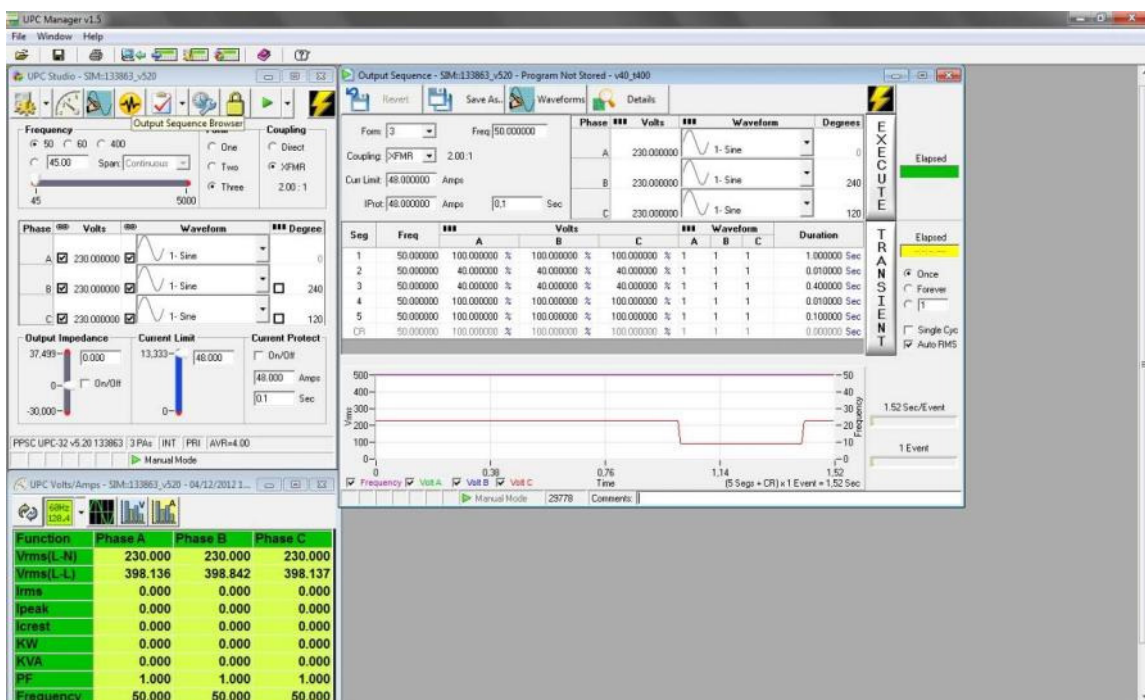 UPC Manager v1.5
File Window Help
UPC Studio - SIM::133863_v520
Output Sequence Browser
Frequency
50 60 400
45.00 Span: Continuous
45 5000
Form
One
Two
Three
Coupling
Direct
XFMR
2.00 : 1
Phase Volts Waveform Degree
A 230.000000 1- Sine 0
B 230.000000 1- Sine 240
C 230.000000 1- Sine 120
Output Impedance
37.499 0.000
0 On/Off
-30.000
Current Limit
13.333 48.000
0
Current Protect
On/Off
48.000 Amps
0.1 Sec
PPSC UPC-32 v5.20 133863 3 PAs INT PRI AVR=4.00
Manual Mode
Output Sequence - SIM::133863_v520 - Program Not Stored - v40_t400
Revert Save As.. Waveforms Details
Form: 3 Freq: 50.000000
Coupling: XFMR 2.00:1
Curr Limit: 48.000000 Amps
IProt: 48.000000 Amps 0.1 Sec
Phase Volts Waveform Degrees
A 230.000000 1- Sine 0
B 230.000000 1- Sine 240
C 230.000000 1- Sine 120
EXECUTE
Elapsed
Seg Freq Volts Waveform Duration
A B C A B C
1 50.000000 100.000000 % 100.000000 % 100.000000 % 1 1 1 1.000000 Sec
2 50.000000 40.000000 % 40.000000 % 40.000000 % 1 1 1 0.010000 Sec
3 50.000000 40.000000 % 40.000000 % 40.000000 % 1 1 1 0.400000 Sec
4 50.000000 100.000000 % 100.000000 % 100.000000 % 1 1 1 0.010000 Sec
5 50.000000 100.000000 % 100.000000 % 100.000000 % 1 1 1 0.100000 Sec
CR 50.000000 100.000000 % 100.000000 % 100.000000 % 1 1 1 0.000000 Sec
TRANSIENT
Elapsed
Once
Forever
1
Single Cyc
Auto RMS
500 50
400 40
300 30
200 20
100 10
0 0
Vrms
Frequency
0 0.38 0.76 1.14 1.52
Frequency Volt A Volt B Volt C Time (5 Segs + CR) x 1 Event = 1.52 Sec
1.52 Sec/Event
1 Event
Manual Mode 29778 Comments:
UPC Volts/Amps - SIM::133863_v520 - 04/12/2012 1...
60Hz
128.4
V
A
Function Phase A Phase B Phase C
Vrms(L-N) 230.000 230.000 230.000
Vrms(L-L) 398.136 398.842 398.137
Irms 0.000 0.000 0.000
Ipeak 0.000 0.000 0.000
Icrest 0.000 0.000 0.000
KW 0.000 0.000 0.000
KVA 0.000 0.000 0.000
PF 1.000 1.000 1.000
Frequency 50.000 50.000 50.000